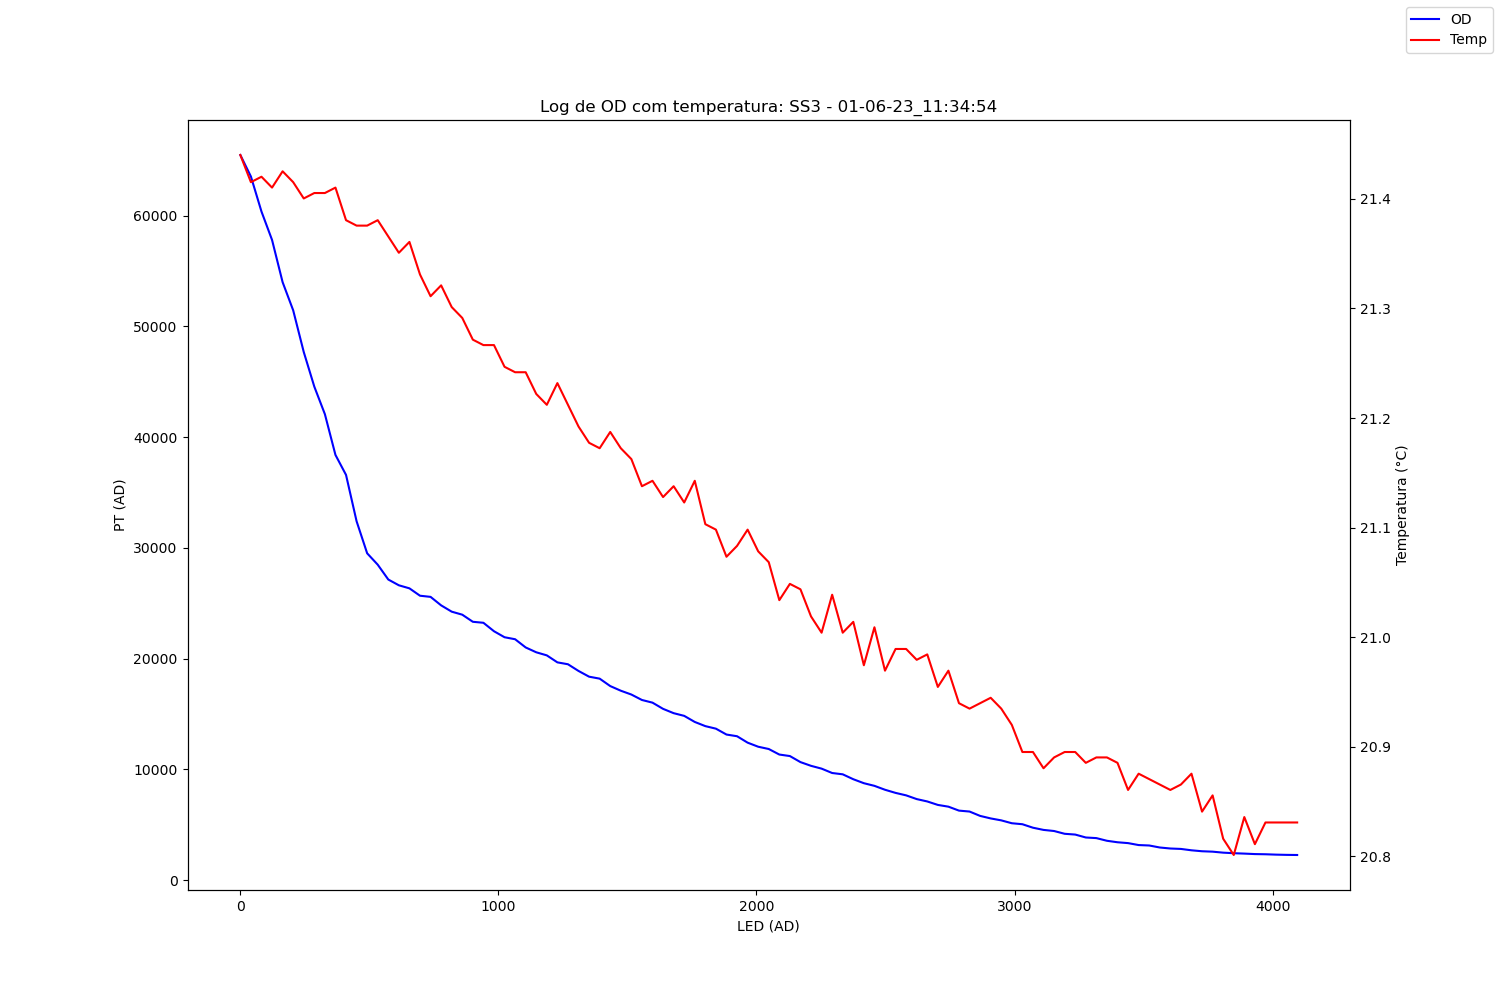 OD
Temp
Log de OD com temperatura: SS3 - 01-06-23_11:34:54
60000
50000
40000
30000
20000
10000
0
PT (AD)
21.4
21.3
21.2
21.1
21.0
20.9
20.8
Temperatura (°C)
0 1000 2000 3000 4000
LED (AD)